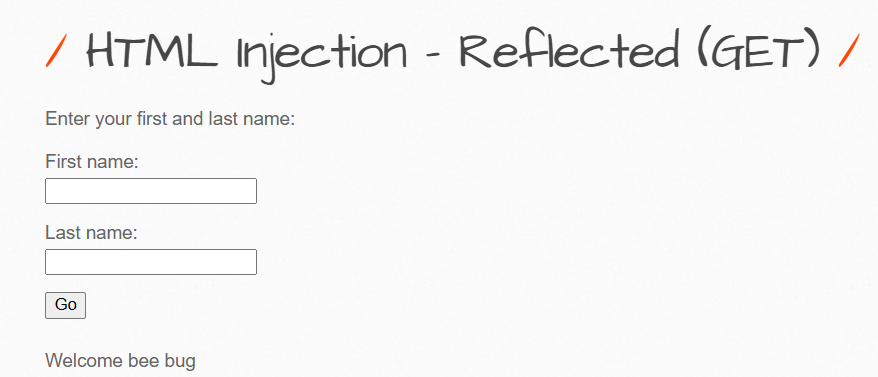 / HTML Injection - Reflected (GET) /
Enter your first and last name:
First name:
Last name:
Go
Welcome bee bug